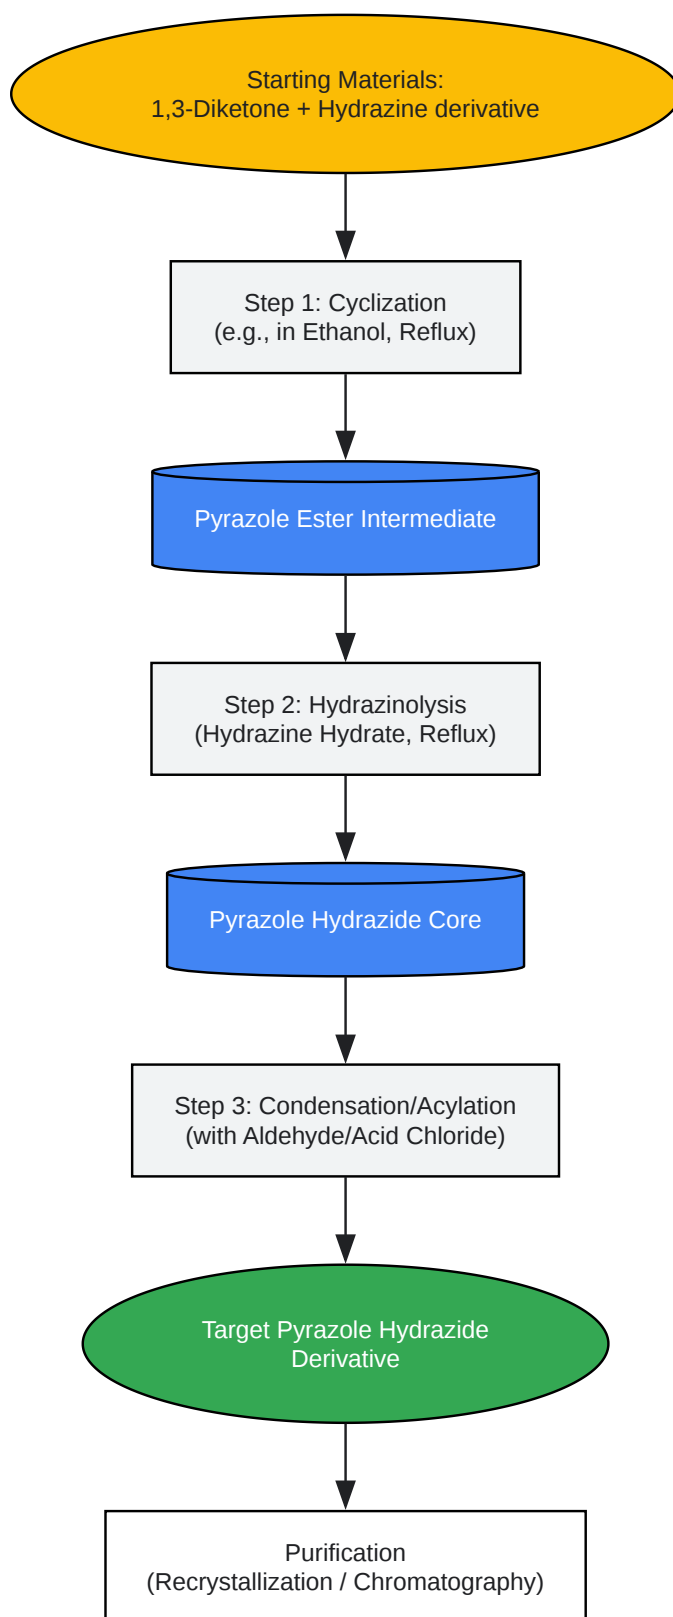 Starting Materials:
1,3-Diketone + Hydrazine derivative
Step 1: Cyclization
(e.g., in Ethanol, Reflux)
Pyrazole Ester Intermediate
Step 2: Hydrazinolysis
(Hydrazine Hydrate, Reflux)
Pyrazole Hydrazide Core
Step 3: Condensation/Acylation
(with Aldehyde/Acid Chloride)
Target Pyrazole Hydrazide
Derivative
Purification
(Recrystallization / Chromatography)